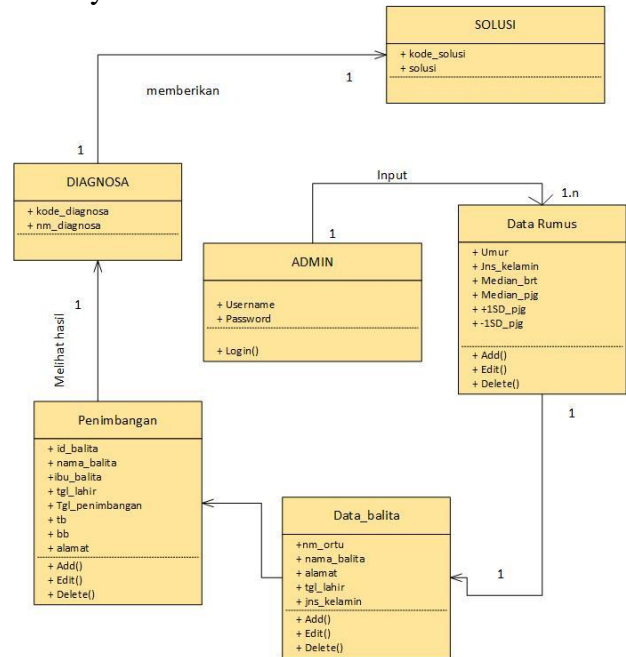 SOLUSI
+ kode_solusi
+ solusi
1
memberikan
1
DIAGNOSA
+ kode_diagnosa
+ nm_diagnosa
Input
1.n
1
ADMIN
+ Username
+ Password
+ Login()
Data Rumus
+ Umur
+ Jns_kelamin
+ Median_brt
+ Median_pjg
+ +1SD_pjg
+ -1SD_pjg
+ Add()
+ Edit()
+ Delete()
1
1
Melihat hasil
Penimbangan
+ id_balita
+ nama_balita
+ibu_balita
+ tgl_lahir
+ Tgl_penimbangan
+ tb
+ bb
+ alamat
+ Add()
+ Edit()
+ Delete()
Data_balita
+nm_ortu
+ nama_balita
+ alamat
+ tgl_lahir
+ jns_kelamin
+ Add()
+ Edit()
+ Delete()
1